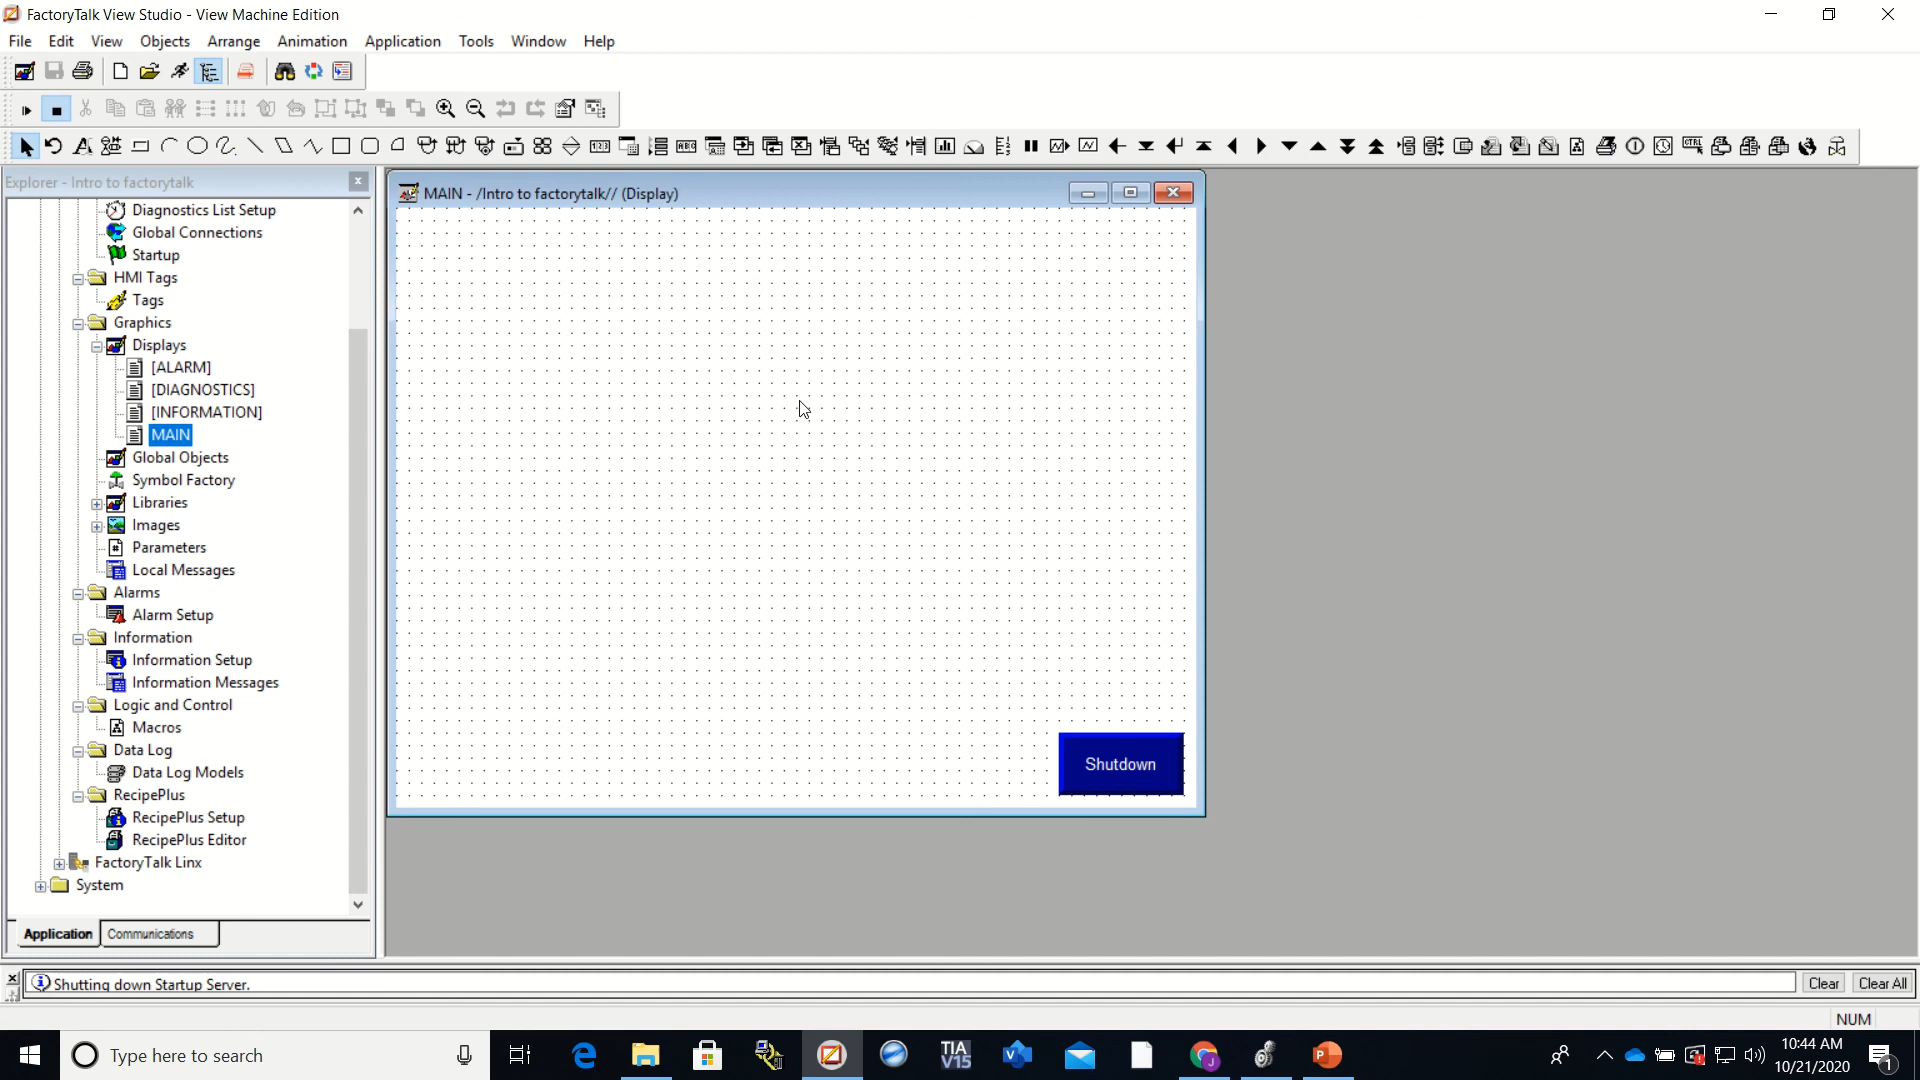 FactoryTalk View Studio - View Machine Edition
File Edit View Objects Arrange Animation Application Tools Window Help
Explorer - Intro to factorytalk
Diagnostics List Setup
Global Connections
Startup
HMI Tags
Tags
Graphics
Displays
[ALARM]
[DIAGNOSTICS]
[INFORMATION]
MAIN
Global Objects
Symbol Factory
Libraries
Images
Parameters
Local Messages
Alarms
Alarm Setup
Information
Information Setup
Information Messages
Logic and Control
Macros
Data Log
Data Log Models
RecipePlus
RecipePlus Setup
RecipePlus Editor
FactoryTalk Linx
System
Application Communications
MAIN - /Intro to factorytalk// (Display)
Shutdown
Shutting down Startup Server.
Clear Clear All
NUM
Type here to search
TIA
V15
10:44 AM
10/21/2020
1